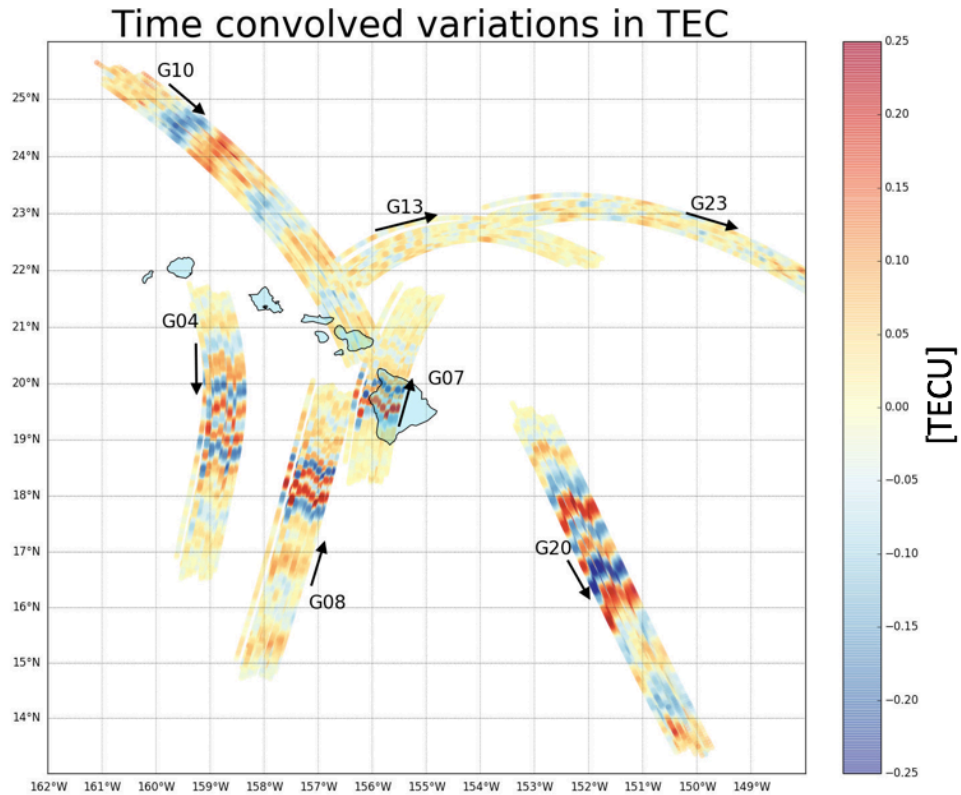 Time convolved variations in TEC
G10
G13
G23
G04
G07
G20
G08
25°N
24°N
23°N
22°N
21°N
20°N
19°N
18°N
17°N
16°N
15°N
14°N
162°W 161°W 160°W 159°W 158°W 157°W 156°W 155°W 154°W 153°W 152°W 151°W 150°W 149°W
0.25
0.20
0.15
0.10
0.05
0.00
−0.05
−0.10
−0.15
−0.20
−0.25
[TECU]